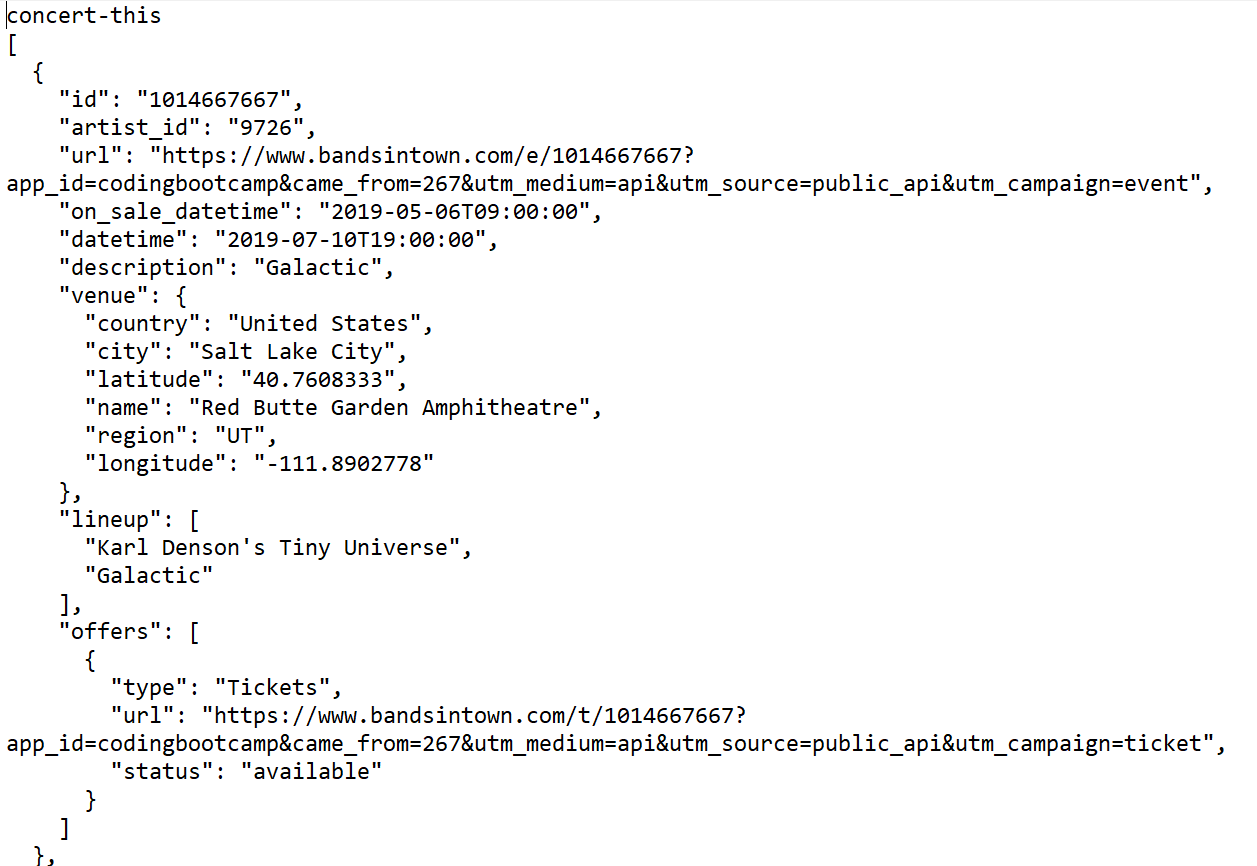 concert-this
[
  {
    "id": "1014667667",
    "artist_id": "9726",
    "url": "https://www.bandsintown.com/e/1014667667?
app_id=codingbootcamp&came_from=267&utm_medium=api&utm_source=public_api&utm_campaign=event",
    "on_sale_datetime": "2019-05-06T09:00:00",
    "datetime": "2019-07-10T19:00:00",
    "description": "Galactic",
    "venue": {
      "country": "United States",
      "city": "Salt Lake City",
      "latitude": "40.7608333",
      "name": "Red Butte Garden Amphitheatre",
      "region": "UT",
      "longitude": "-111.8902778"
    },
    "lineup": [
      "Karl Denson's Tiny Universe",
      "Galactic"
    ],
    "offers": [
      {
        "type": "Tickets",
        "url": "https://www.bandsintown.com/t/1014667667?
app_id=codingbootcamp&came_from=267&utm_medium=api&utm_source=public_api&utm_campaign=ticket",
        "status": "available"
      }
    ]
  },